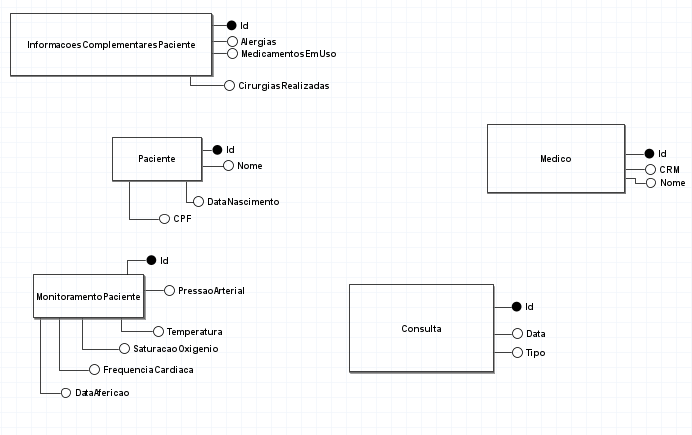 InformacoesComplementaresPaciente
Id
Alergias
MedicamentosEmUso
CirurgiasRealizadas
Paciente
Id
Nome
DataNascimento
CPF
Medico
Id
CRM
Nome
MonitoramentoPaciente
Id
PressaoArterial
Temperatura
SaturacaoOxigenio
FrequenciaCardiaca
DataAfericao
Consulta
Id
Data
Tipo